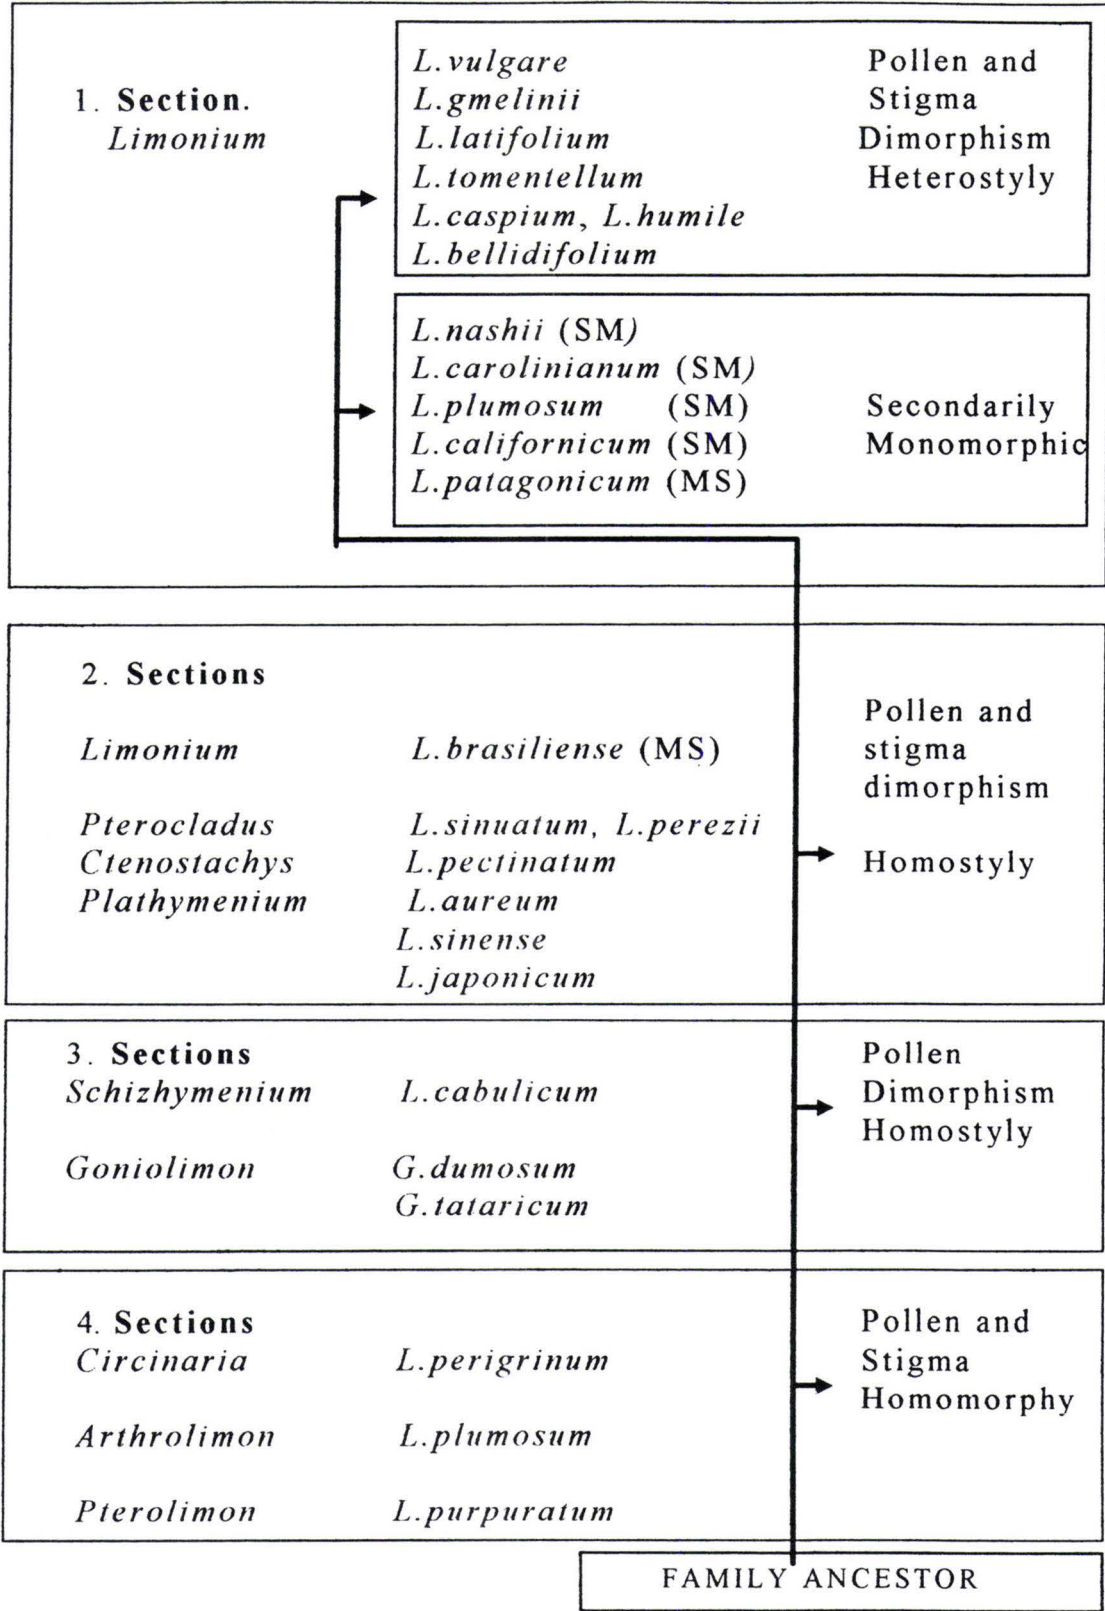 1. Section.
Limonium
L.vulgare
L.gmelinii
L.latifolium
L.tomentellum
L.caspium, L.humile
L.bellidifolium
Pollen and
Stigma
Dimorphism
Heterostyly
L.nashii (SM)
L.carolinianum (SM)
L.plumosum (SM)
L.californicum (SM)
L.patagonicum (MS)
Secondarily
Monomorphic
2. Sections
Limonium L.brasiliense (MS)
Pterocladus L.sinuatum, L.perezii
Ctenostachys L.pectinatum
Plathymenium L.aureum
L.sinense
L.japonicum
Pollen and
stigma
dimorphism
Homostyly
3. Sections
Schizhymenium L.cabulicum
Goniolimon G.dumosum
G.tataricum
Pollen
Dimorphism
Homostyly
4. Sections
Circinaria L.perigrinum
Arthrolimon L.plumosum
Pterolimon L.purpuratum
Pollen and
Stigma
Homomorphy
FAMILY ANCESTOR